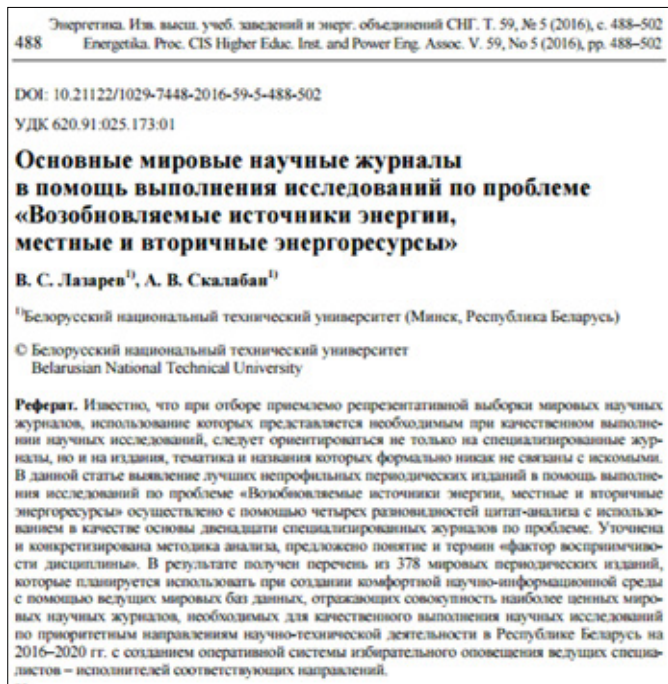 Энергетика. Изв. высш. учеб. заведений и энерг. объединений СНГ. Т. 59, № 5 (2016), с. 488–502
488 Energetika. Proc. CIS Higher Educ. Inst. and Power Eng. Assoc. V. 59, No 5 (2016), pp. 488–502
DOI: 10.21122/1029-7448-2016-59-5-488-502
УДК 620.91:025.173:01
Основные мировые научные журналы
в помощь выполнения исследований по проблеме
«Возобновляемые источники энергии,
местные и вторичные энергоресурсы»
В. С. Лазарев¹⁾, А. В. Скалабан¹⁾
¹⁾Белорусский национальный технический университет (Минск, Республика Беларусь)
© Белорусский национальный технический университет
Belarusian National Technical University
Реферат. Известно, что при отборе приемлемо репрезентативной выборки мировых научных
журналов, использование которых представляется необходимым при качественном выполне-
нии научных исследований, следует ориентироваться не только на специализированные жур-
налы, но и на издания, тематика и названия которых формально никак не связаны с искомыми.
В данной статье выявление лучших непрофильных периодических изданий в помощь выполне-
ния исследований по проблеме «Возобновляемые источники энергии, местные и вторичные
энергоресурсы» осуществлено с помощью четырех разновидностей цитат-анализа с использо-
ванием в качестве основы двенадцати специализированных журналов по проблеме. Уточнена
и конкретизирована методика анализа, предложено понятие и термин «фактор восприимчиво-
сти дисциплины». В результате получен перечень из 378 мировых периодических изданий,
которые планируется использовать при создании комфортной научно-информационной среды
с помощью ведущих мировых баз данных, отражающих совокупность наиболее ценных миро-
вых научных журналов, необходимых для качественного выполнения научных исследований
по приоритетным направлениям научно-технической деятельности в Республике Беларусь на
2016–2020 гг. с созданием оперативной системы избирательного оповещения ведущих специа-
листов – исполнителей соответствующих направлений.